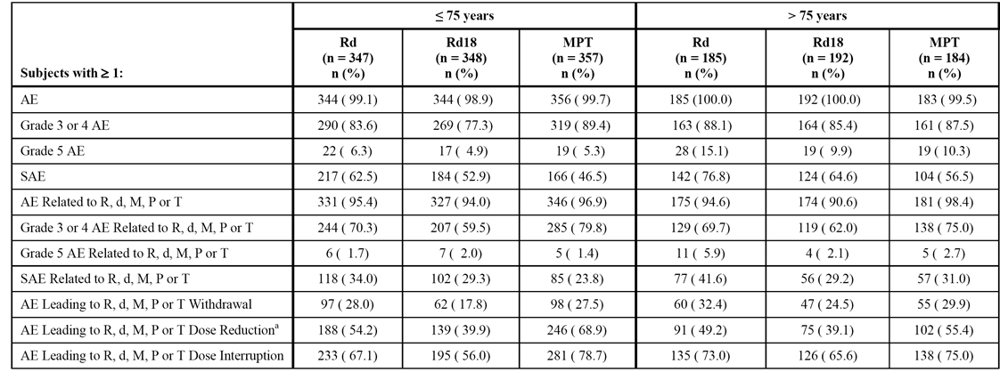 ≤ 75 years > 75 years
Subjects with ≥ 1: Rd (n = 347) n (%) Rd18 (n = 348) n (%) MPT (n = 357) n (%) Rd (n = 185) n (%) Rd18 (n = 192) n (%) MPT (n = 184) n (%)
AE 344 ( 99.1) 344 ( 98.9) 356 ( 99.7) 185 (100.0) 192 (100.0) 183 ( 99.5)
Grade 3 or 4 AE 290 ( 83.6) 269 ( 77.3) 319 ( 89.4) 163 ( 88.1) 164 ( 85.4) 161 ( 87.5)
Grade 5 AE 22 ( 6.3) 17 ( 4.9) 19 ( 5.3) 28 ( 15.1) 19 ( 9.9) 19 ( 10.3)
SAE 217 ( 62.5) 184 ( 52.9) 166 ( 46.5) 142 ( 76.8) 124 ( 64.6) 104 ( 56.5)
AE Related to R, d, M, P or T 331 ( 95.4) 327 ( 94.0) 346 ( 96.9) 175 ( 94.6) 174 ( 90.6) 181 ( 98.4)
Grade 3 or 4 AE Related to R, d, M, P or T 244 ( 70.3) 207 ( 59.5) 285 ( 79.8) 129 ( 69.7) 119 ( 62.0) 138 ( 75.0)
Grade 5 AE Related to R, d, M, P or T 6 ( 1.7) 7 ( 2.0) 5 ( 1.4) 11 ( 5.9) 4 ( 2.1) 5 ( 2.7)
SAE Related to R, d, M, P or T 118 ( 34.0) 102 ( 29.3) 85 ( 23.8) 77 ( 41.6) 56 ( 29.2) 57 ( 31.0)
AE Leading to R, d, M, P or T Withdrawal 97 ( 28.0) 62 ( 17.8) 98 ( 27.5) 60 ( 32.4) 47 ( 24.5) 55 ( 29.9)
AE Leading to R, d, M, P or T Dose Reductionᵃ 188 ( 54.2) 139 ( 39.9) 246 ( 68.9) 91 ( 49.2) 75 ( 39.1) 102 ( 55.4)
AE Leading to R, d, M, P or T Dose Interruption 233 ( 67.1) 195 ( 56.0) 281 ( 78.7) 135 ( 73.0) 126 ( 65.6) 138 ( 75.0)